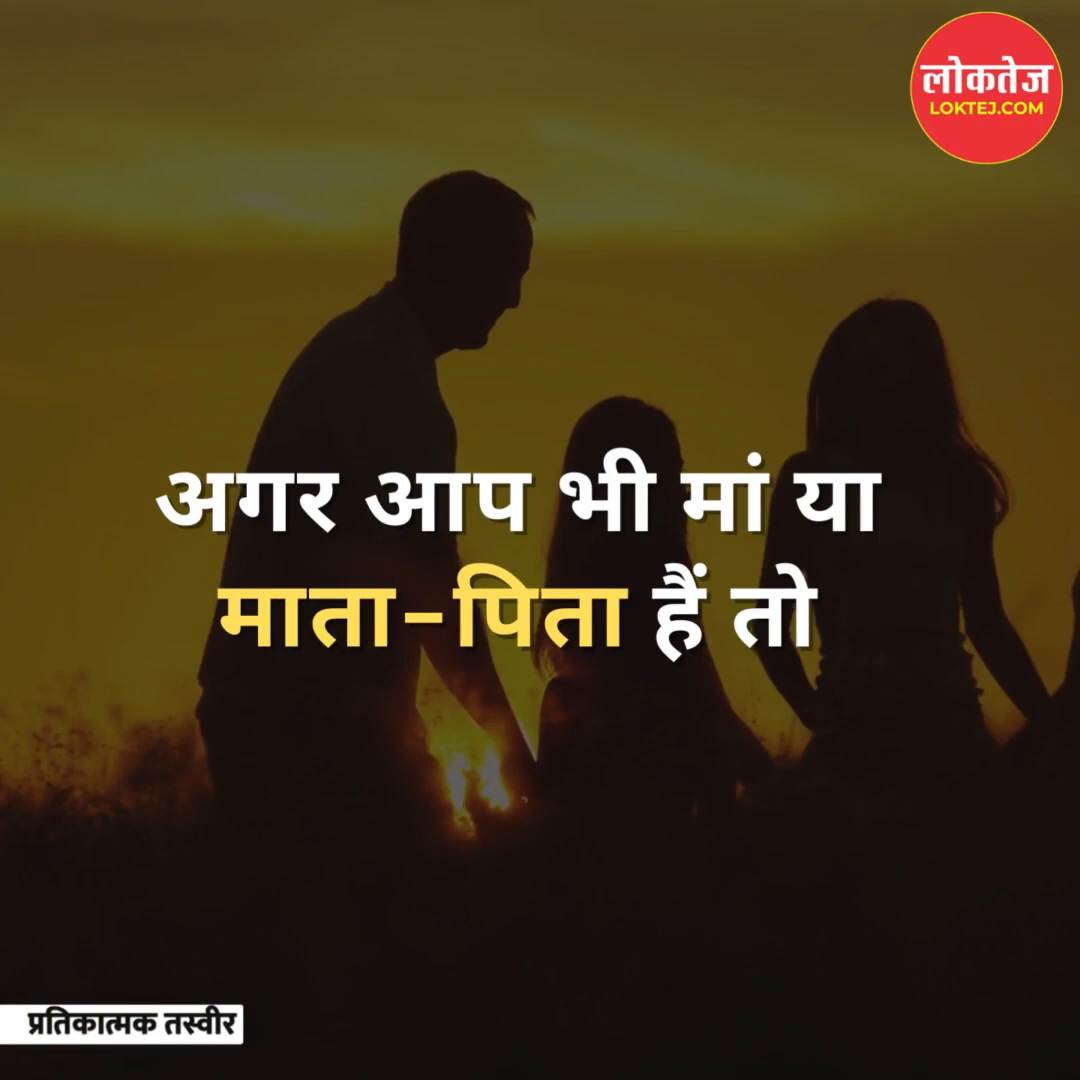 लोकतेज
LOKTEJ.COM
अगर आप भी मां या
माता-पिता हैं तो
प्रतिकात्मक तस्वीर